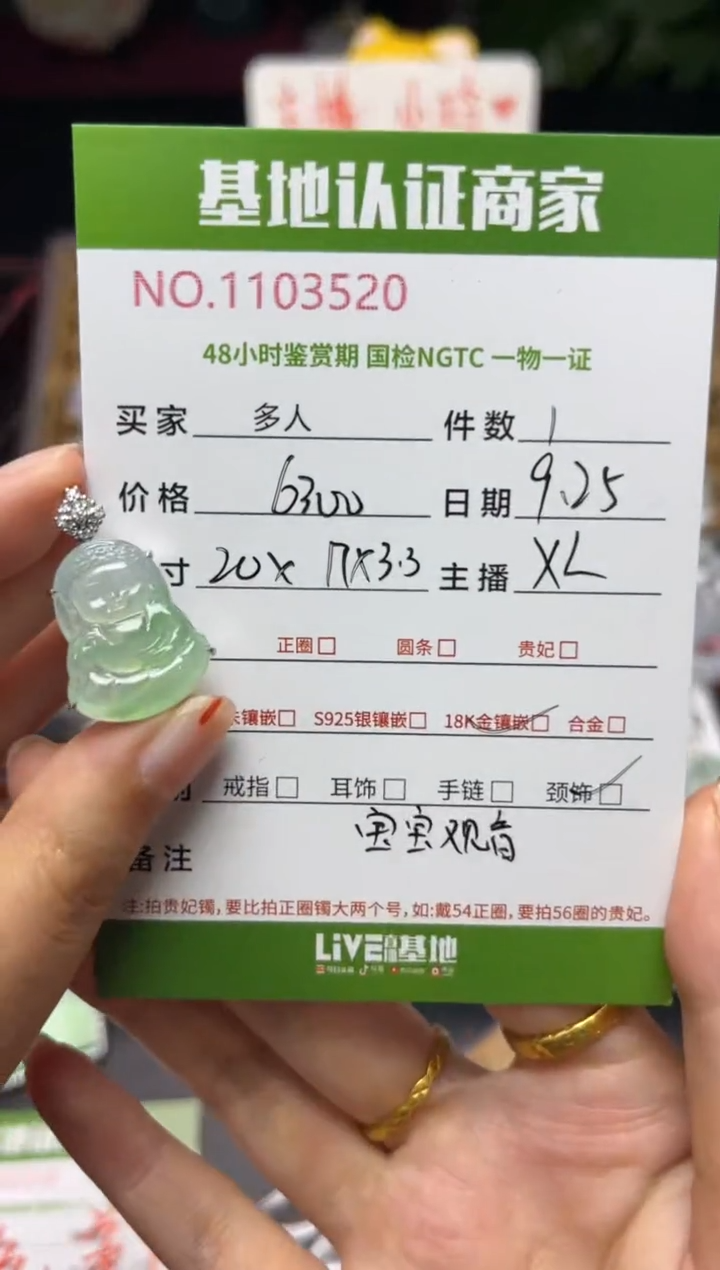 基地认证商家
NO.1103520
48小时鉴赏期 国检NGTC 一物一证
买家 多人 件数 1
价格 6300 日期 9.25
寸 20x 17x3.3 主播 XL
正圈□ 圆条□ 贵妃□
镶嵌□ S925银镶嵌□ 18K金镶嵌□ 合金□
戒指□ 耳饰□ 手链□ 颈饰□
备注 宝宝观音
注:拍贵妃镯,要比拍正圈镯大两个号,如:戴54正圈,要拍56圈的贵妃。
LiVE 基地